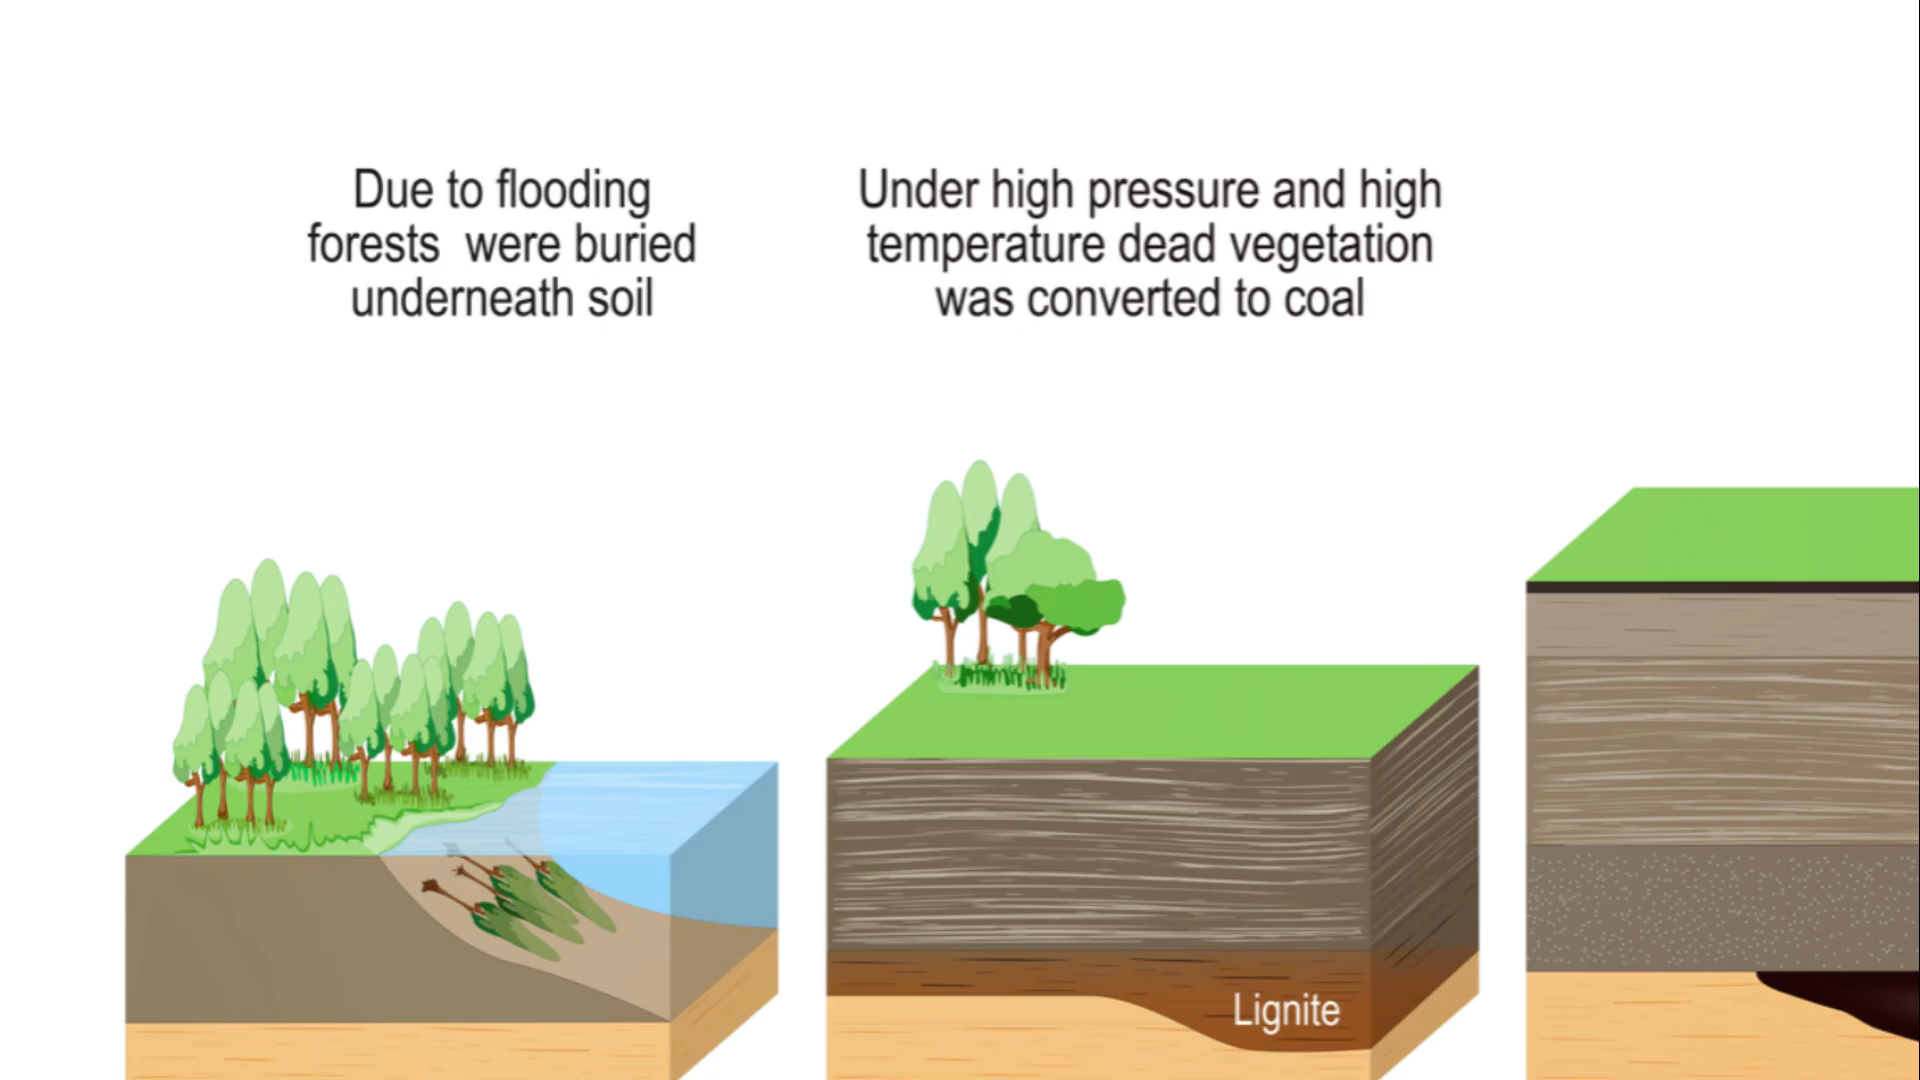 Due to flooding
forests  were buried
underneath soil
Under high pressure and high
temperature dead vegetation
was converted to coal
Lignite